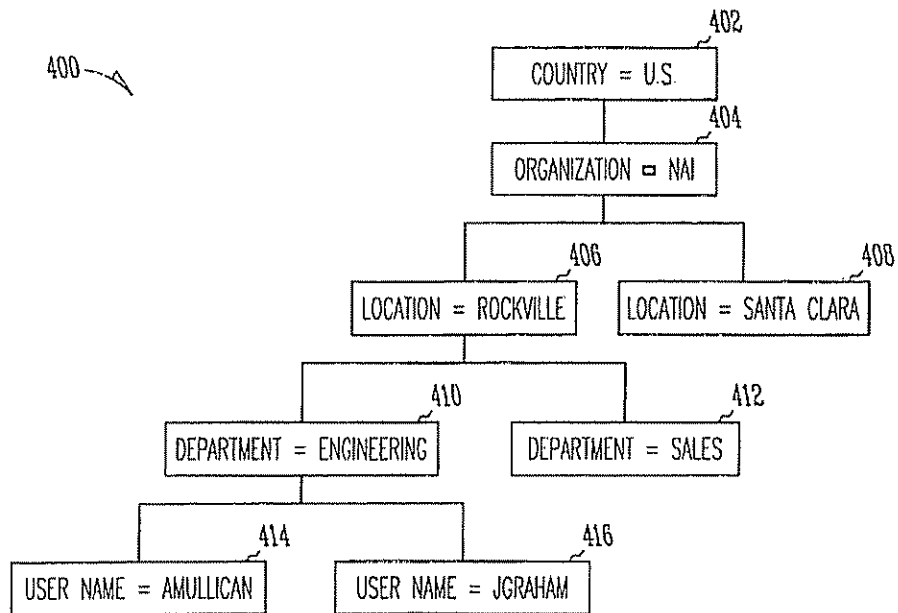 402
400
COUNTRY = U.S.
404
ORGANIZATION = NAI
406
408
LOCATION = ROCKVILLE
LOCATION = SANTA CLARA
410
412
DEPARTMENT = ENGINEERING
DEPARTMENT = SALES
414
416
USER NAME = AMULLICAN
USER NAME = JGRAHAM